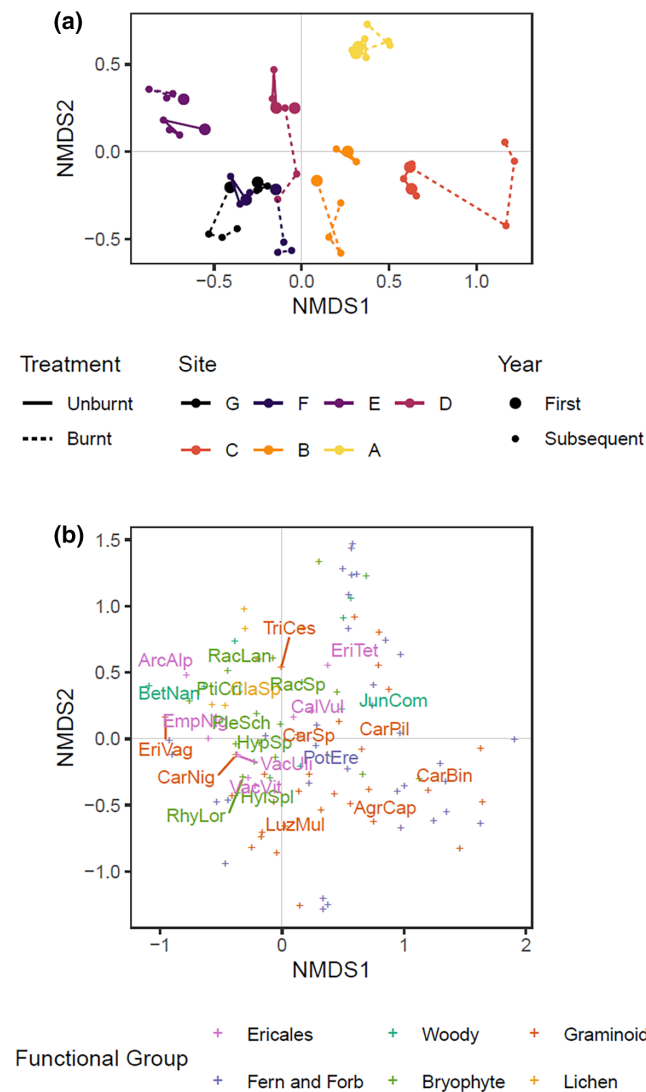 (a)
0.5
0.0
−0.5
NMDS2
−0.5 0.0 0.5 1.0
NMDS1
Treatment Site Year
Unburnt G F E D First
Burnt C B A Subsequent
(b)
1.5
1.0
0.5
0.0
−0.5
−1.0
NMDS2
TriCes
ArcAlp RacLan EriTet
BetNan PtiCri ClaSp RacSp JunCom
CalVul
EmpNig PleSch CarPil
EriVag HypSp CarSp
PotEre
CarNig VacUli CarBin
VacVit
RhyLor HylSpl AgrCap
LuzMul
−1 0 1 2
NMDS1
Functional Group
Ericales Woody Graminoid
Fern and Forb Bryophyte Lichen